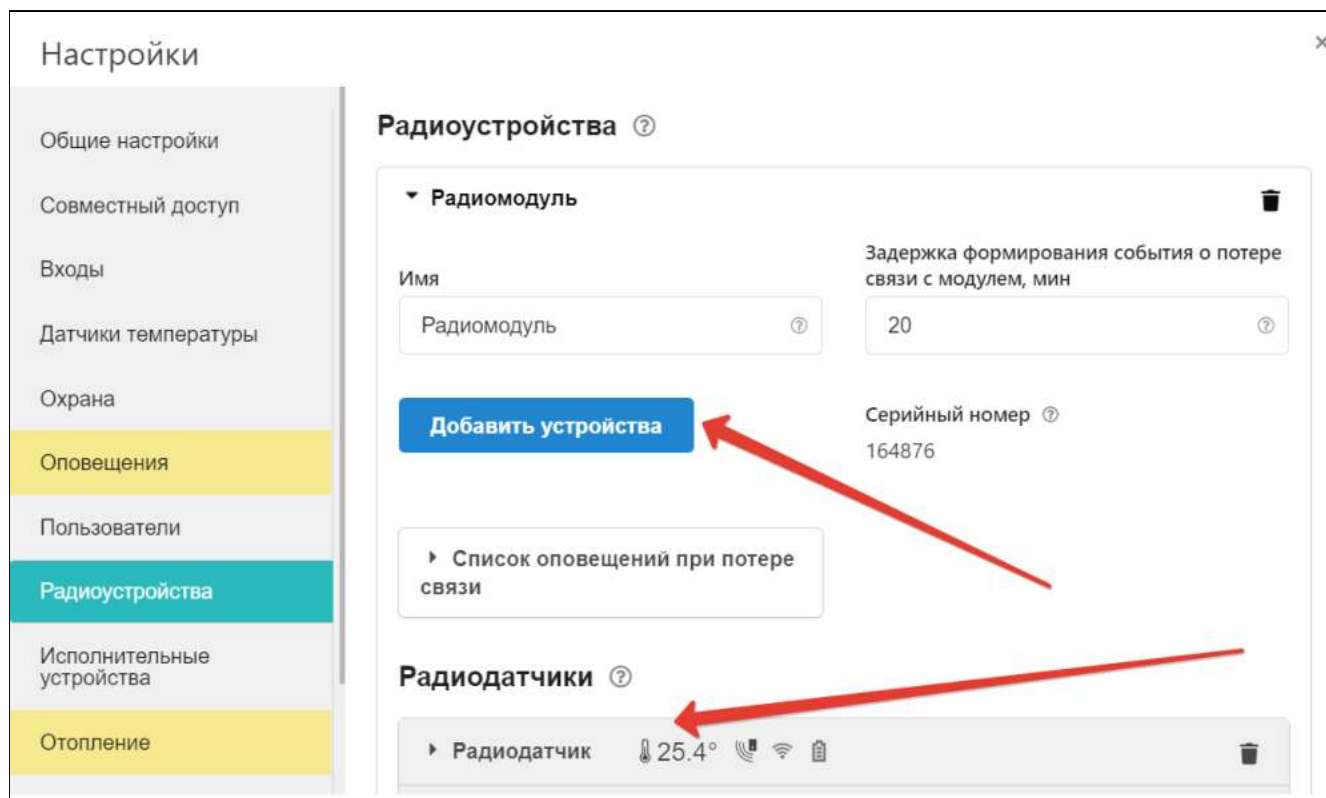 Настройки
Общие настройки
Совместный доступ
Входы
Датчики температуры
Охрана
Оповещения
Пользователи
Радиоустройства
Исполнительные
устройства
Отопление
Радиоустройства
Радиомодуль
Имя
Радиомодуль
Задержка формирования события о потере
связи с модулем, мин
20
Добавить устройства
Серийный номер
164876
Список оповещений при потере
связи
Радиодатчики
Радиодатчик 25.4°